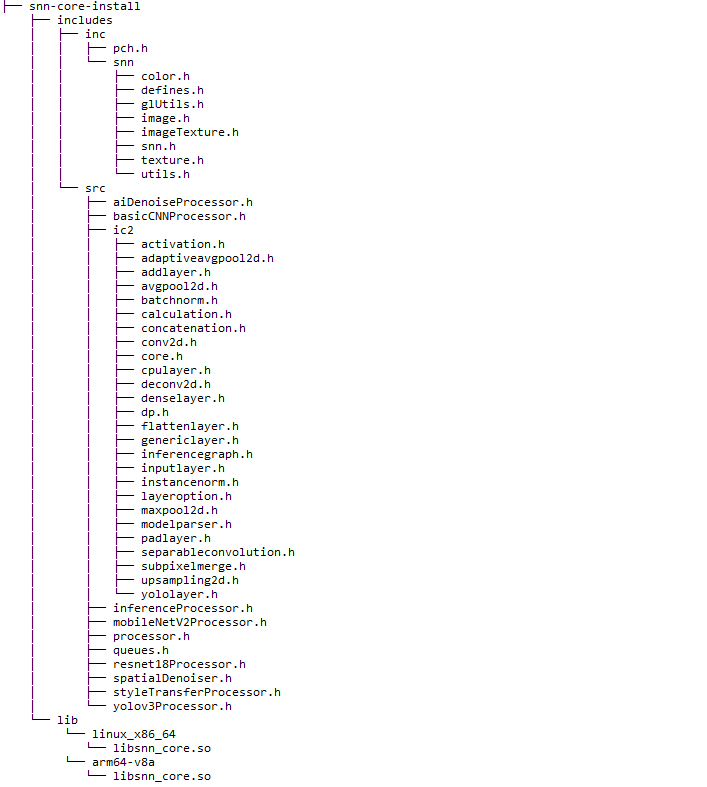 ├── snn-core-install
│   ├── includes
│   │   ├── inc
│   │   │   ├── pch.h
│   │   │   └── snn
│   │   │       ├── color.h
│   │   │       ├── defines.h
│   │   │       ├── glUtils.h
│   │   │       ├── image.h
│   │   │       ├── imageTexture.h
│   │   │       ├── snn.h
│   │   │       ├── texture.h
│   │   │       └── utils.h
│   │   └── src
│   │       ├── aiDenoiseProcessor.h
│   │       ├── basicCNNProcessor.h
│   │       ├── ic2
│   │       │   ├── activation.h
│   │       │   ├── adaptiveavgpool2d.h
│   │       │   ├── addlayer.h
│   │       │   ├── avgpool2d.h
│   │       │   ├── batchnorm.h
│   │       │   ├── calculation.h
│   │       │   ├── concatenation.h
│   │       │   ├── conv2d.h
│   │       │   ├── core.h
│   │       │   ├── cpulayer.h
│   │       │   ├── deconv2d.h
│   │       │   ├── denselayer.h
│   │       │   ├── dp.h
│   │       │   ├── flattenlayer.h
│   │       │   ├── genericlayer.h
│   │       │   ├── inferencegraph.h
│   │       │   ├── inputlayer.h
│   │       │   ├── instancenorm.h
│   │       │   ├── layeroption.h
│   │       │   ├── maxpool2d.h
│   │       │   ├── modelparser.h
│   │       │   ├── padlayer.h
│   │       │   ├── separableconvolution.h
│   │       │   ├── subpixelmerge.h
│   │       │   ├── upsampling2d.h
│   │       │   └── yololayer.h
│   │       ├── inferenceProcessor.h
│   │       ├── mobileNetV2Processor.h
│   │       ├── processor.h
│   │       ├── queues.h
│   │       ├── resnet18Processor.h
│   │       ├── spatialDenoiser.h
│   │       ├── styleTransferProcessor.h
│   │       └── yolov3Processor.h
│   └── lib
│        └── linux_x86_64
│            └── libsnn_core.so
│        └── arm64-v8a
│            └── libsnn_core.so